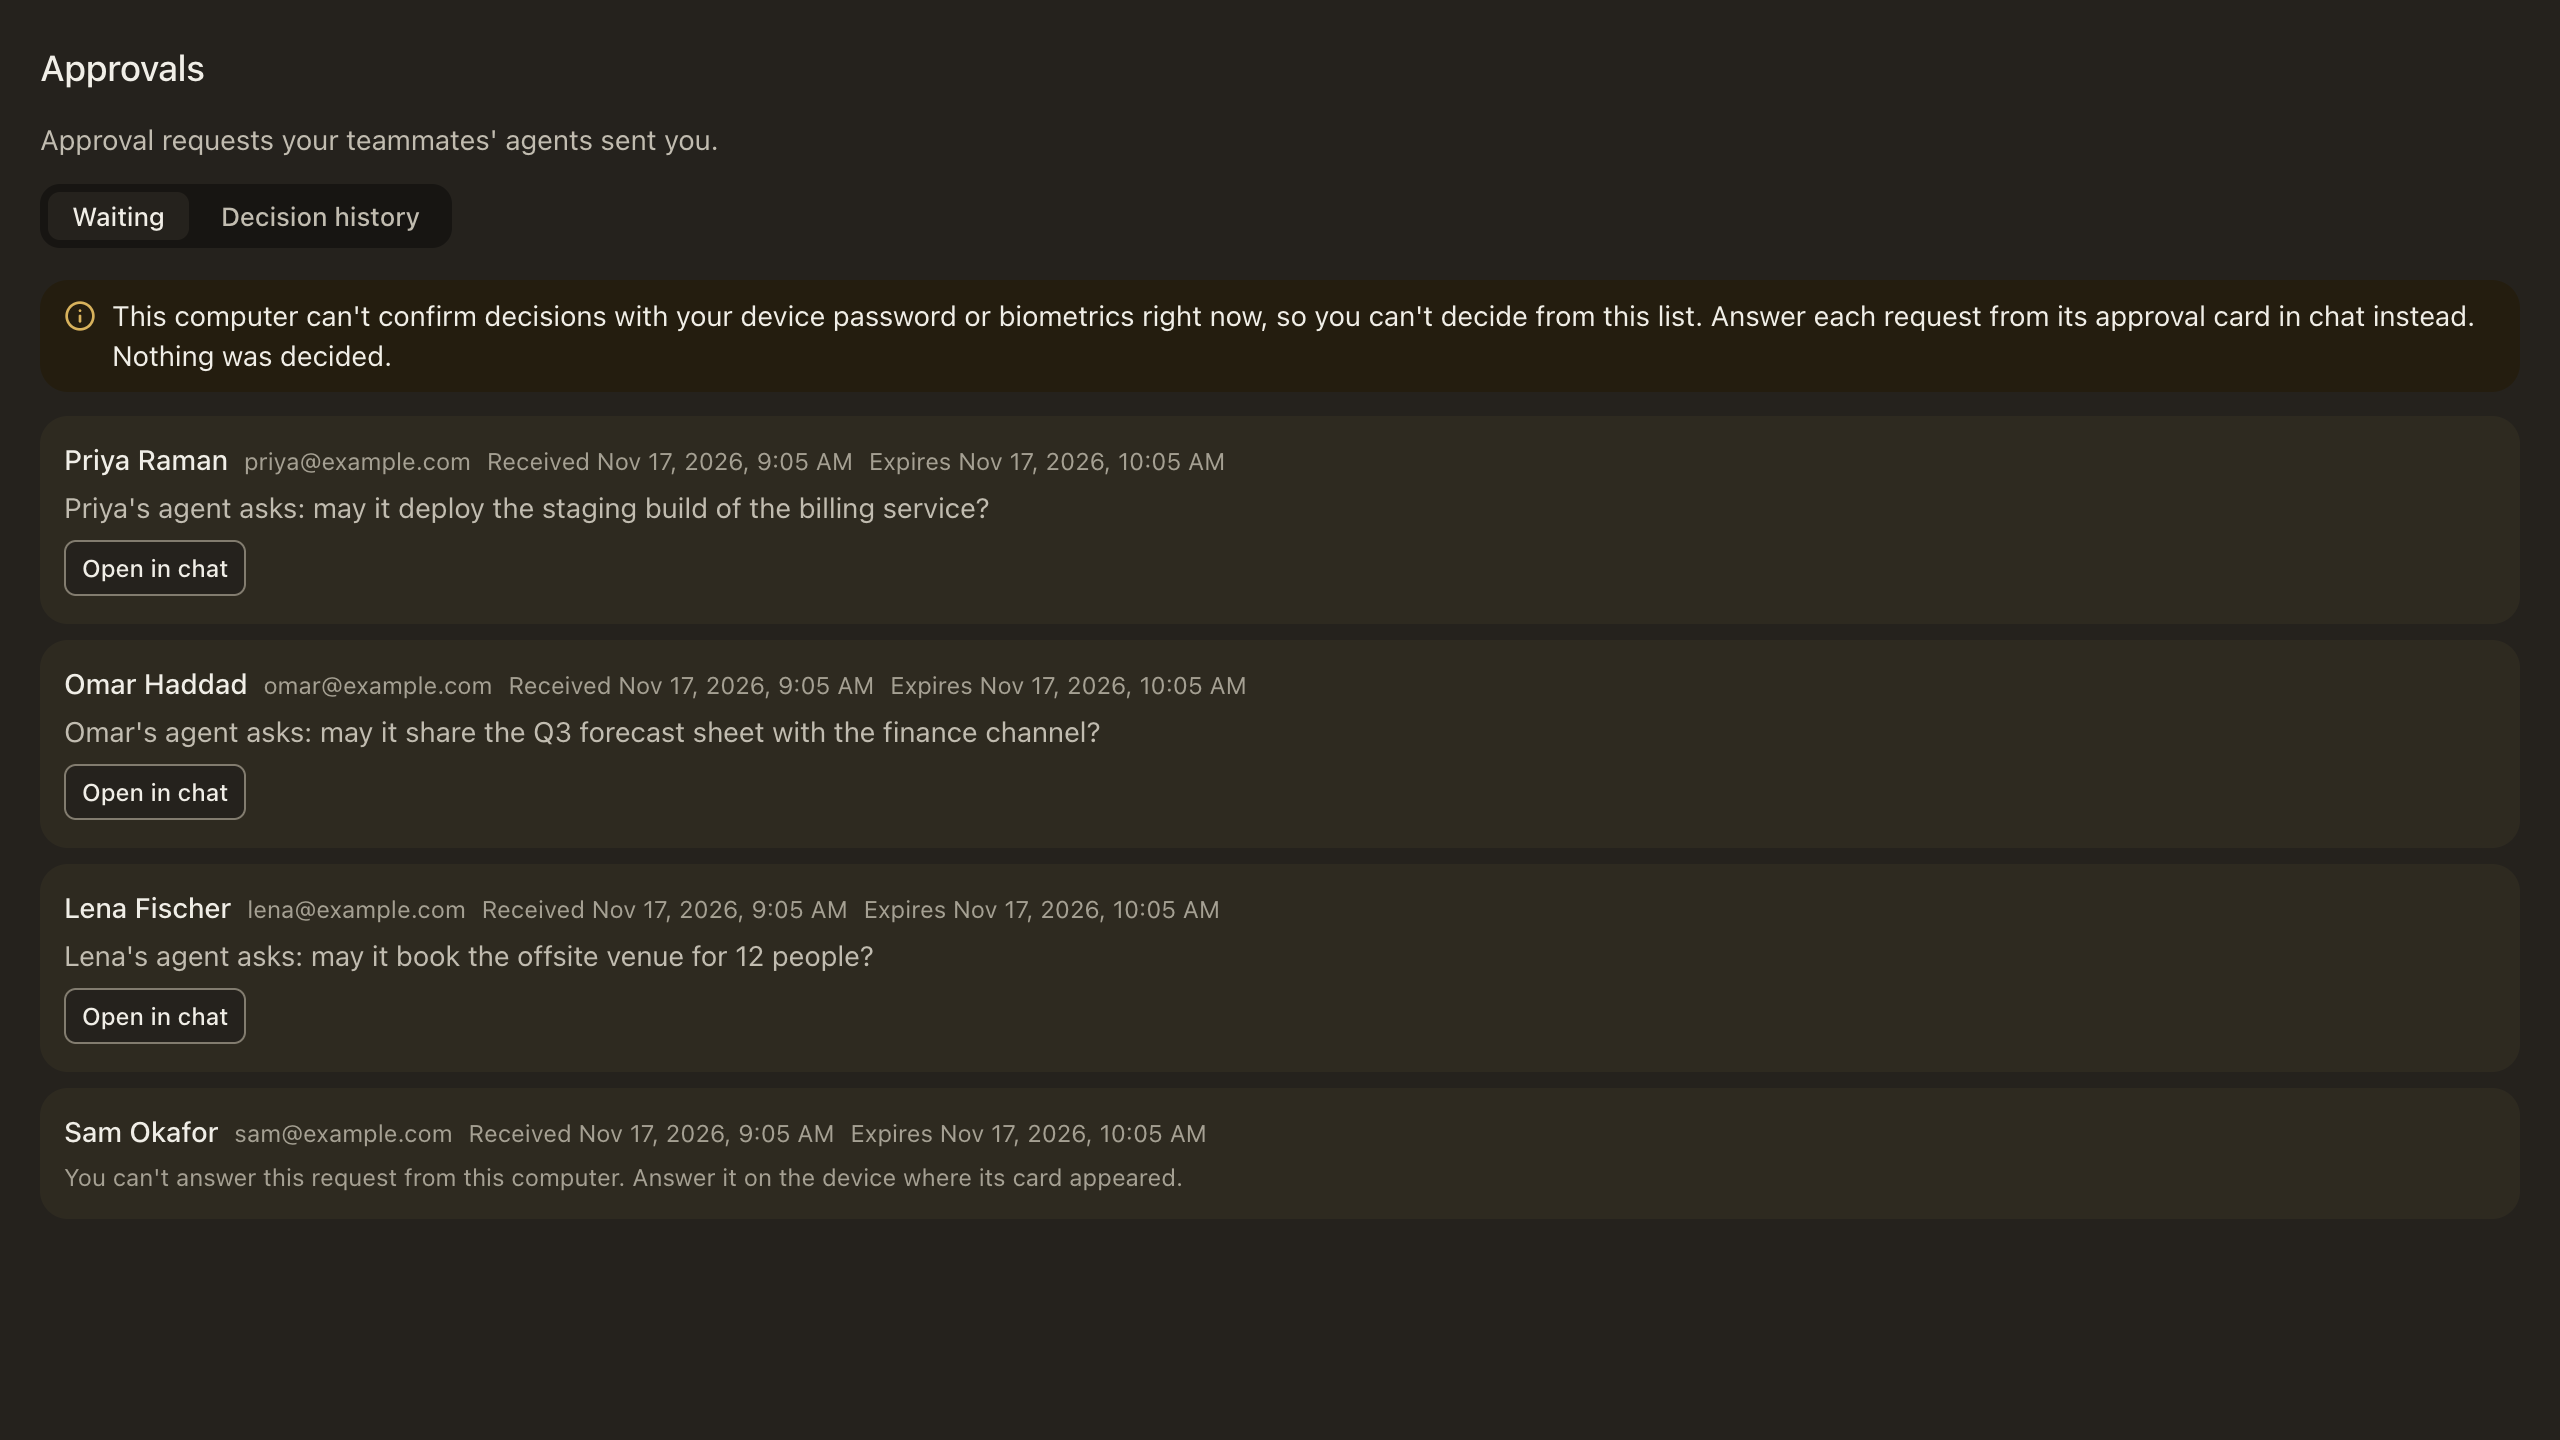 Approvals
Approval requests your teammates' agents sent you.
Waiting Decision history
This computer can't confirm decisions with your device password or biometrics right now, so you can't decide from this list. Answer each request from its approval card in chat instead.
Nothing was decided.
Priya Raman priya@example.com Received Nov 17, 2026, 9:05 AM Expires Nov 17, 2026, 10:05 AM
Priya's agent asks: may it deploy the staging build of the billing service?
Open in chat
Omar Haddad omar@example.com Received Nov 17, 2026, 9:05 AM Expires Nov 17, 2026, 10:05 AM
Omar's agent asks: may it share the Q3 forecast sheet with the finance channel?
Open in chat
Lena Fischer lena@example.com Received Nov 17, 2026, 9:05 AM Expires Nov 17, 2026, 10:05 AM
Lena's agent asks: may it book the offsite venue for 12 people?
Open in chat
Sam Okafor sam@example.com Received Nov 17, 2026, 9:05 AM Expires Nov 17, 2026, 10:05 AM
You can't answer this request from this computer. Answer it on the device where its card appeared.